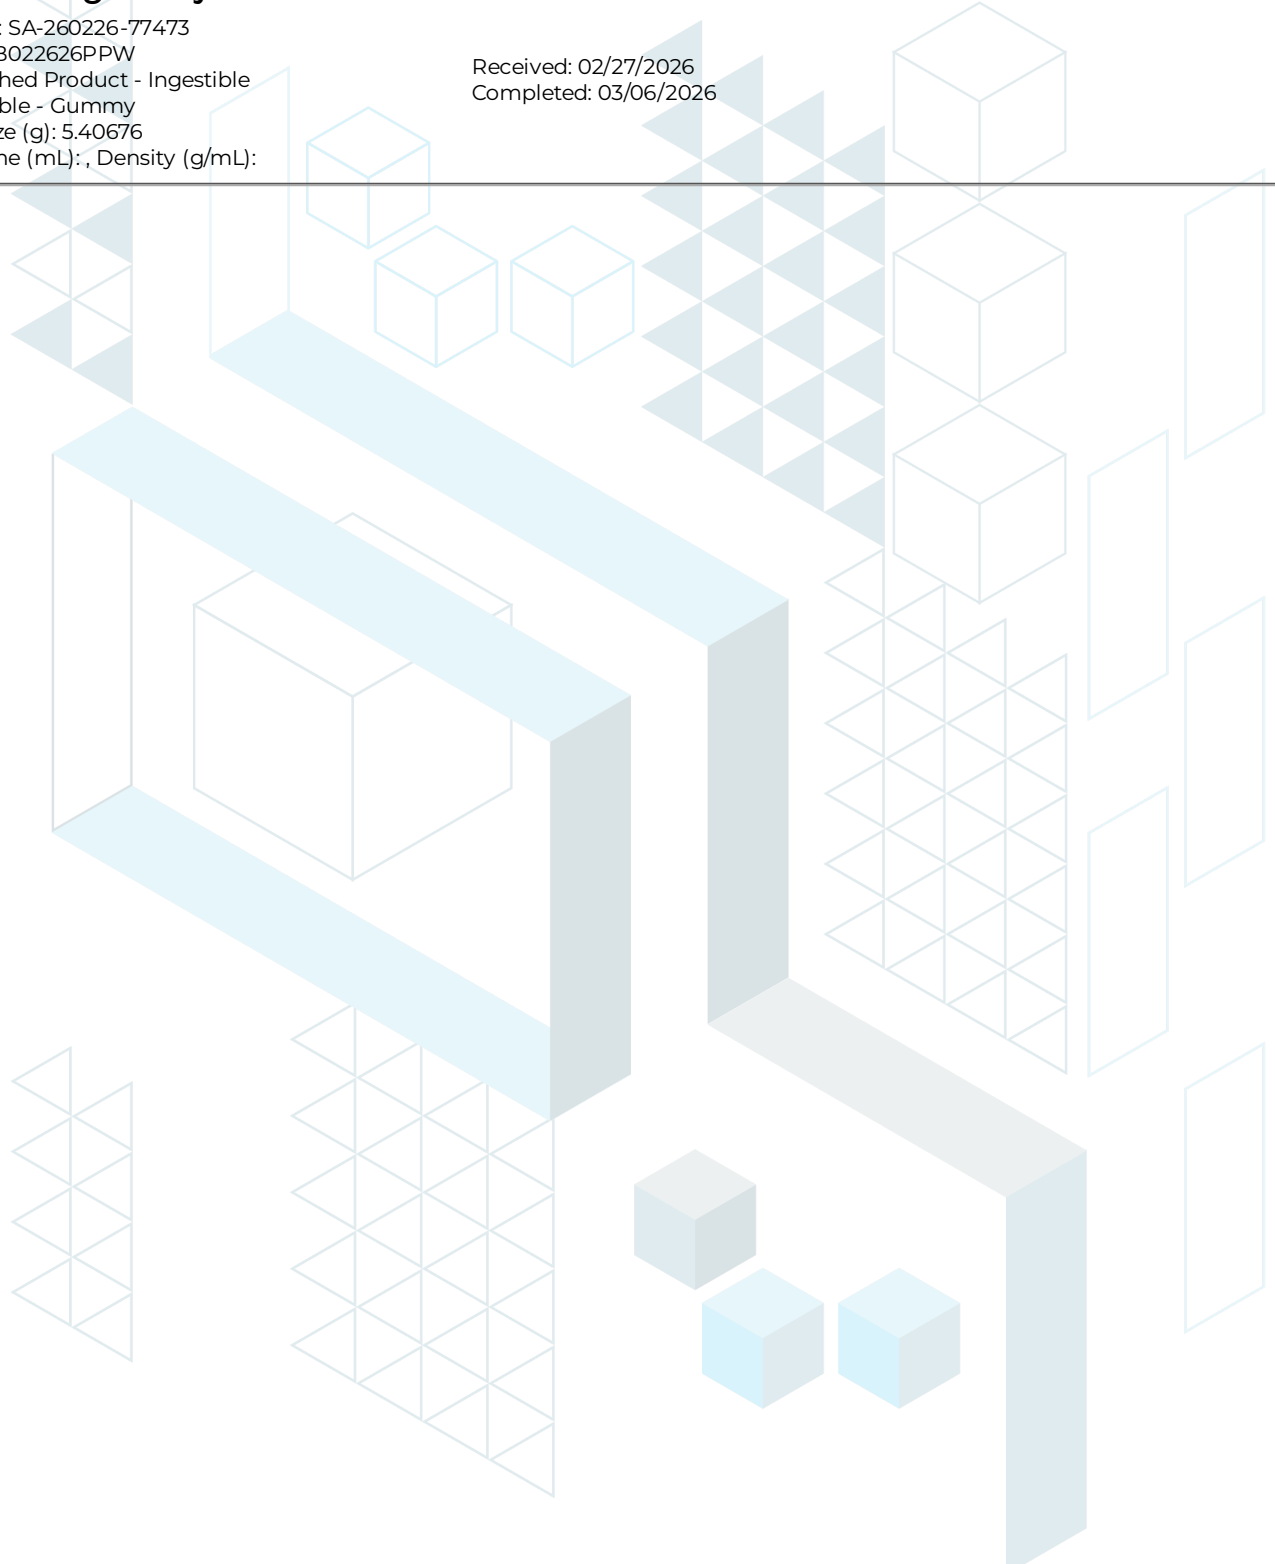 : SA-260226-77473
3022626PPW
hed Product - Ingestible
ble - Gummy
ze (g): 5.40676
ne (mL): , Density (g/mL):
Received: 02/27/2026
Completed: 03/06/2026